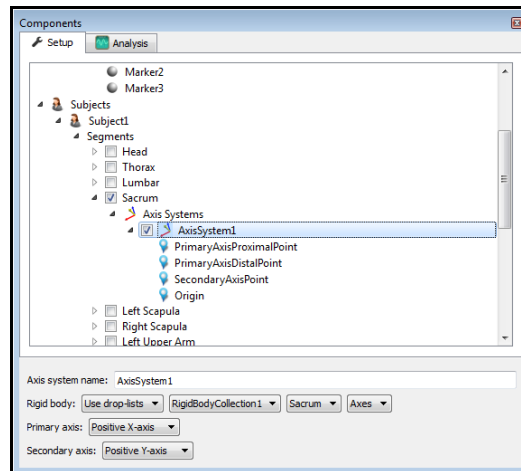 Components
Setup Analysis
Marker2
Marker3
Subjects
Subject1
Segments
Head
Thorax
Lumbar
Sacrum
Axis Systems
AxisSystem1
PrimaryAxisProximalPoint
PrimaryAxisDistalPoint
SecondaryAxisPoint
Origin
Left Scapula
Right Scapula
Left Upper Arm
Axis system name: AxisSystem1
Rigid body: Use drop-lists RigidBodyCollection1 Sacrum Axes
Primary axis: Positive X-axis
Secondary axis: Positive Y-axis